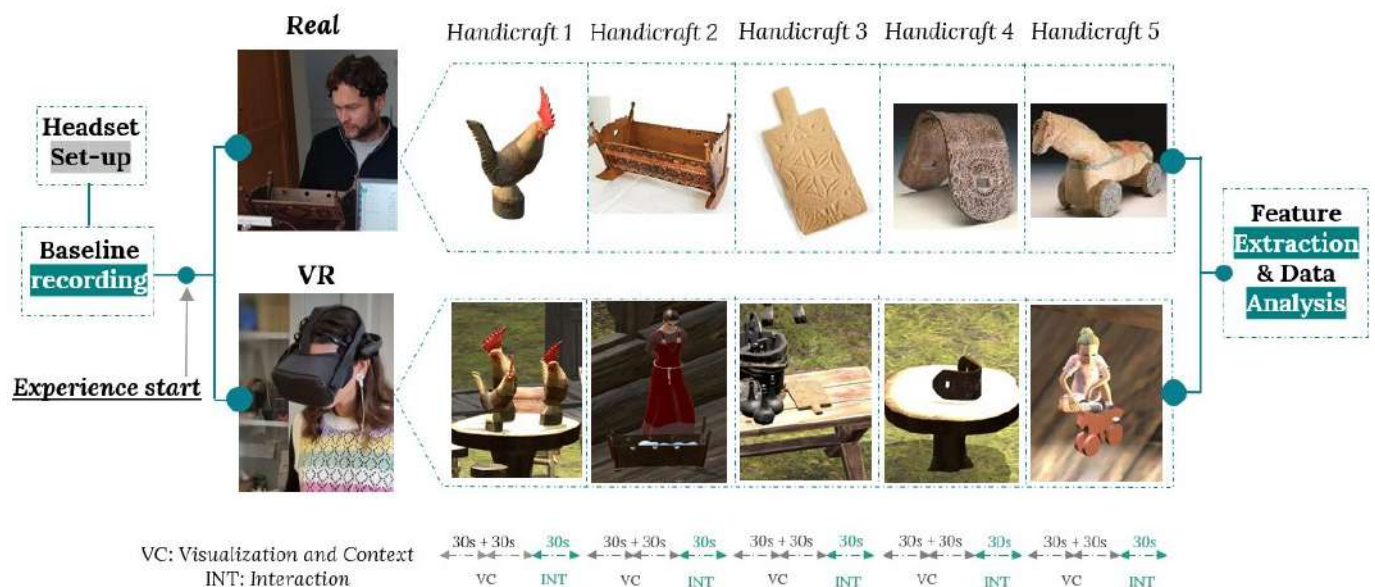 Real
Handicraft 1
Handicraft 2
Handicraft 3
Handicraft 4
Handicraft 5
Headset
Set-up
Baseline
recording
Experience start
VR
Feature
Extraction
& Data
Analysis
VC: Visualization and Context
INT: Interaction
30s + 30s 30s 30s + 30s 30s 30s + 30s 30s 30s + 30s 30s 30s + 30s 30s
VC INT VC INT VC INT VC INT VC INT